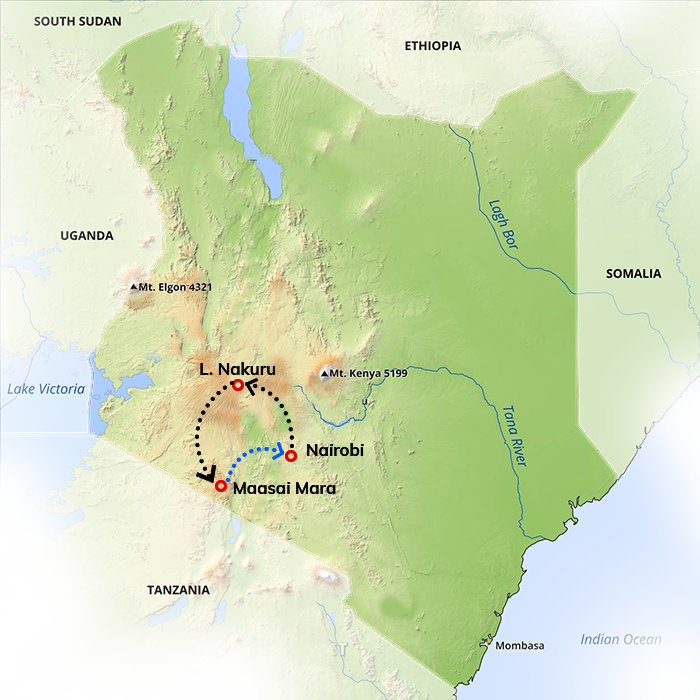 SOUTH SUDAN
ETHIOPIA
Lagh Bor
UGANDA
SOMALIA
Mt. Elgon 4321
L. Nakuru
Mt. Kenya 5199
Lake Victoria
Tana River
Nairobi
Maasai Mara
TANZANIA
Mombasa
Indian Ocean